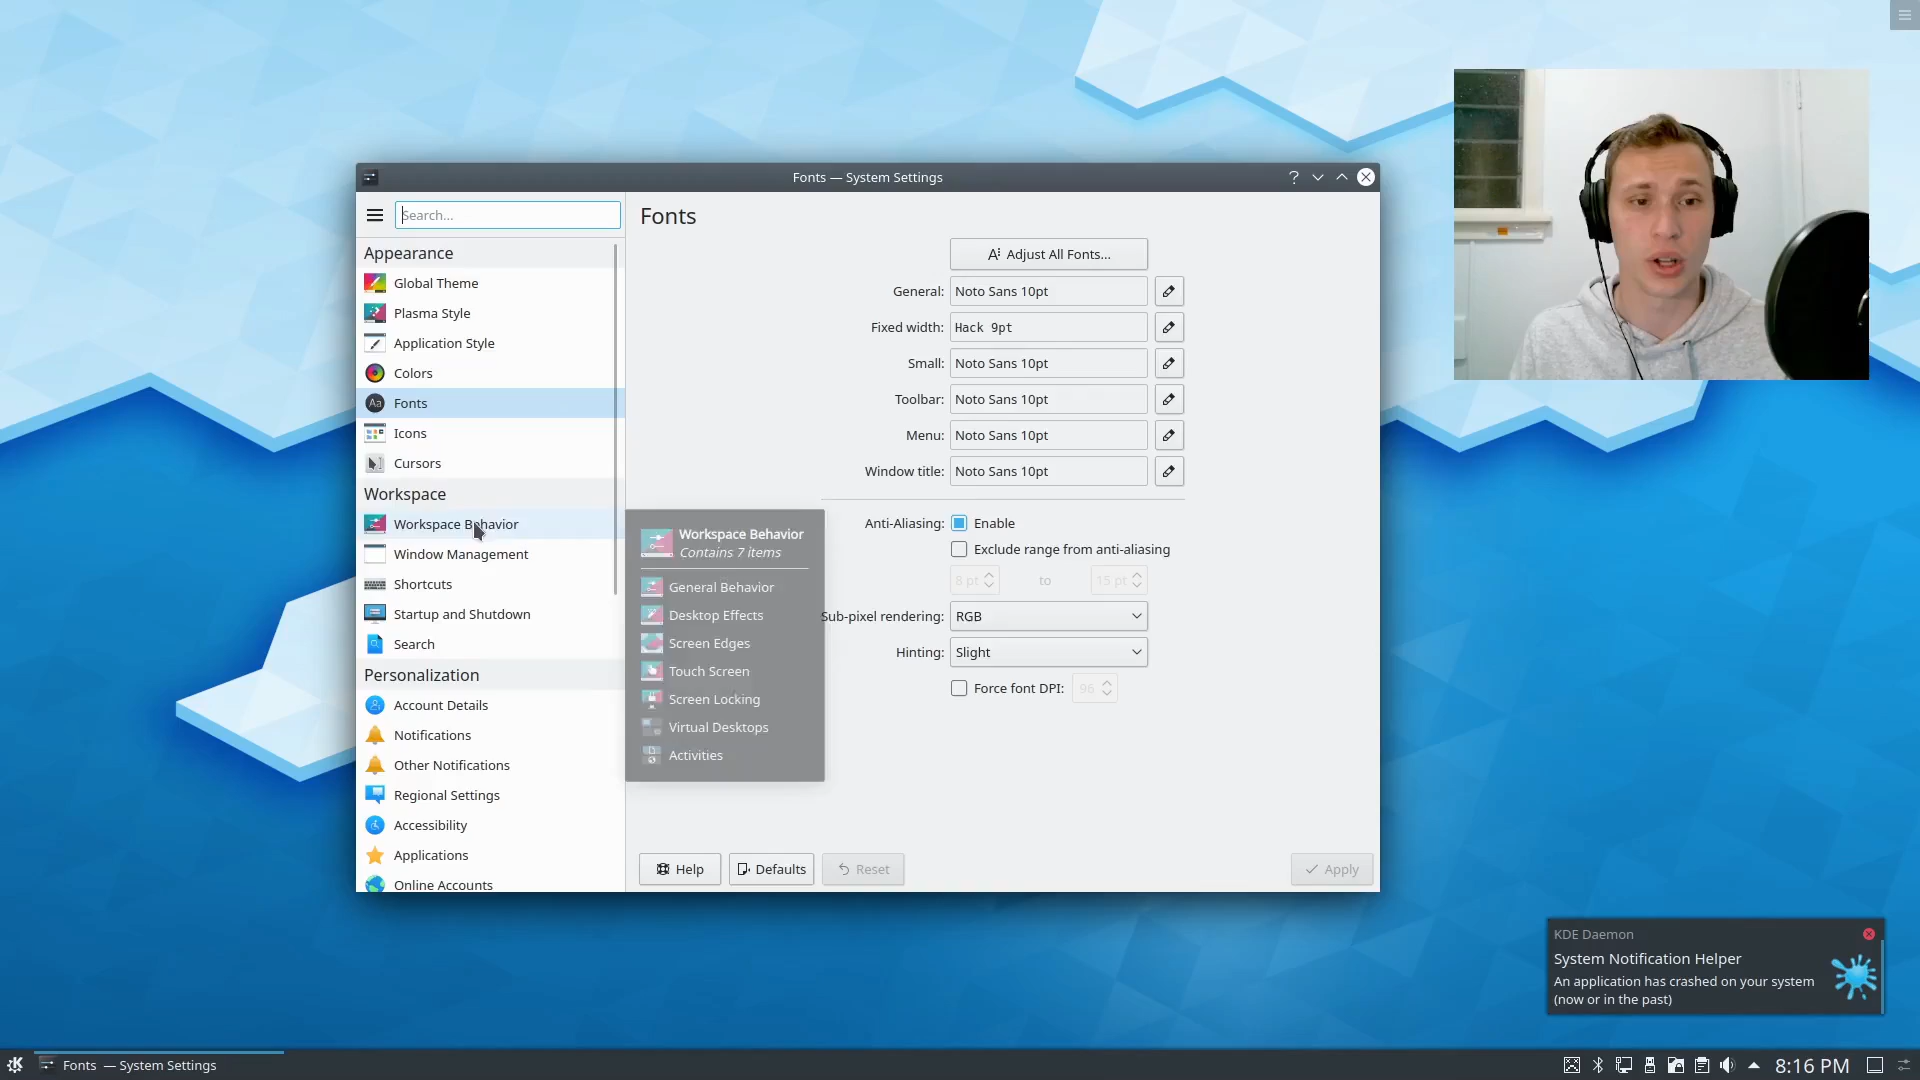 Fonts — System Settings
?
Search...
Appearance
Global Theme
Plasma Style
Application Style
Colors
Aa
Fonts
Icons
Cursors
Workspace
Workspace Behavior
Window Management
Shortcuts
Startup and Shutdown
Search
Personalization
Account Details
Notifications
Other Notifications
Regional Settings
Accessibility
Applications
Online Accounts
Workspace Behavior
Contains 7 items
General Behavior
Desktop Effects
Screen Edges
Touch Screen
Screen Locking
Virtual Desktops
Activities
Fonts
Adjust All Fonts...
General: Noto Sans 10pt
Fixed width: Hack 9pt
Small: Noto Sans 10pt
Toolbar: Noto Sans 10pt
Menu: Noto Sans 10pt
Window title: Noto Sans 10pt
Anti-Aliasing: Enable
Exclude range from anti-aliasing
8 pt to 15 pt
Sub-pixel rendering: RGB
Hinting: Slight
Force font DPI: 96
Help
Defaults
Reset
Apply
KDE Daemon
System Notification Helper
An application has crashed on your system
(now or in the past)
Fonts — System Settings
8:16 PM